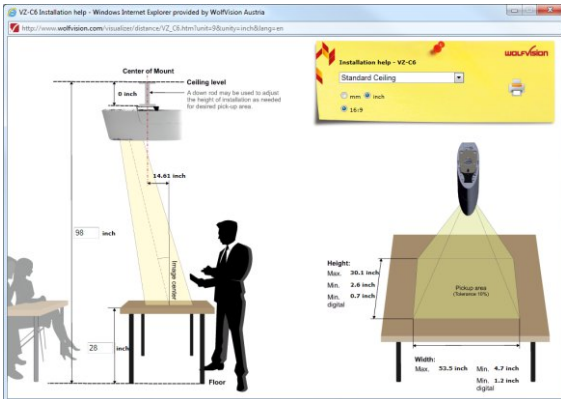 VZ-C6 Installation help - Windows Internet Explorer provided by WolfVision Austria
http://www.wolfvision.com/visualizer/distance/VZ_C6.htm?unit=9&unity=inch&lang=en
Center of Mount
Ceiling level
0 inch
A down rod may be used to adjust
the height of installation as needed
for desired pick-up area
14.61 inch
98 inch
Image center
28 inch
Floor
WOLFVISION
Installation help - VZ-C6
Standard Ceiling
mm inch
16:9
Height:
Max. 30.1 inch
Min. 2.6 inch
Min. 0.7 inch
digital
Pickup area
(Tolerance 10%)
Width:
Max. 53.5 inch Min. 4.7 inch
Min. 1.2 inch
digital